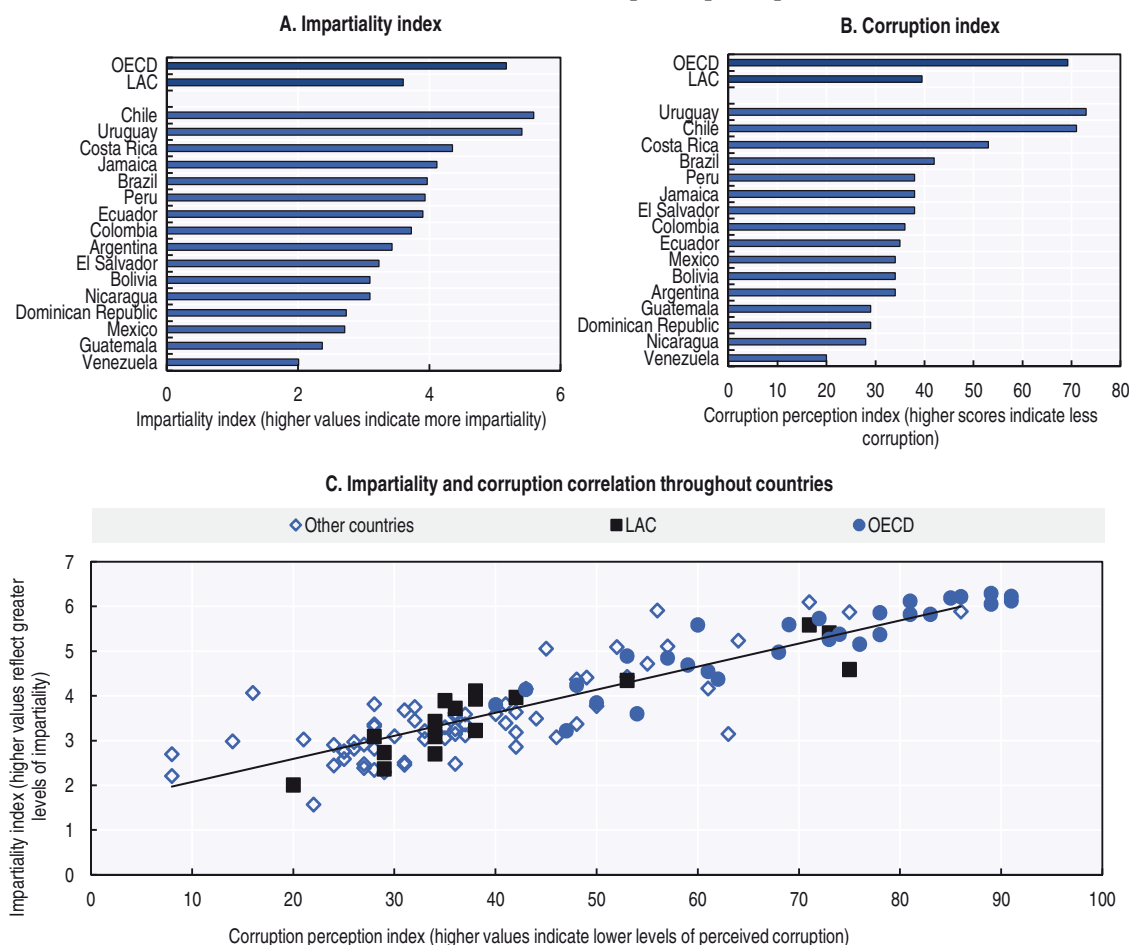 A. Impartiality index
OECD
LAC
Chile
Uruguay
Costa Rica
Jamaica
Brazil
Peru
Ecuador
Colombia
Argentina
El Salvador
Bolivia
Nicaragua
Dominican Republic
Mexico
Guatemala
Venezuela
0 2 4 6
Impartiality index (higher values indicate more impartiality)
B. Corruption index
OECD
LAC
Uruguay
Chile
Costa Rica
Brazil
Peru
Jamaica
El Salvador
Colombia
Ecuador
Mexico
Bolivia
Argentina
Guatemala
Dominican Republic
Nicaragua
Venezuela
0 10 20 30 40 50 60 70 80
Corruption perception index (higher scores indicate less
corruption)
C. Impartiality and corruption correlation throughout countries
Other countries LAC OECD
Impartiality index (higher values reflect greater
levels of impartiality)
7
6
5
4
3
2
1
0
0 10 20 30 40 50 60 70 80 90 100
Corruption perception index (higher values indicate lower levels of perceived corruption)